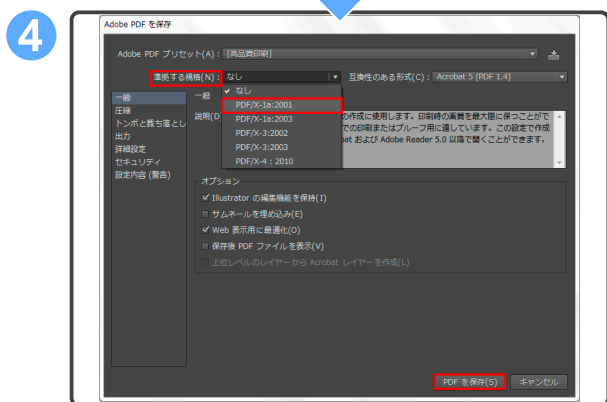 4
Adobe PDF を保存
Adobe PDF プリセット(A)： [高品質印刷]
準拠する規格(N)： なし 互換性のある形式(C)： Acrobat 5 (PDF 1.4)
一般
圧縮
トンボと裁ち落とし
出力
詳細設定
セキュリティ
設定内容 (警告)
なし
PDF/X-1a:2001
PDF/X-1a:2003
PDF/X-3:2002
PDF/X-3:2003
PDF/X-4 : 2010
一般
説明(D
の作成に使用します。印刷時の画質を最大限に保つことがで
での印刷またはプルーフ用に適しています。この設定で作成
bat および Adobe Reader 5.0 以降で開くことができます。
オプション
Illustrator の編集機能を保持(I)
サムネールを埋め込み(E)
Web 表示用に最適化(O)
保存後 PDF ファイルを表示(V)
上位レベルのレイヤーから Acrobat レイヤーを作成(L)
PDF を保存(S) キャンセル